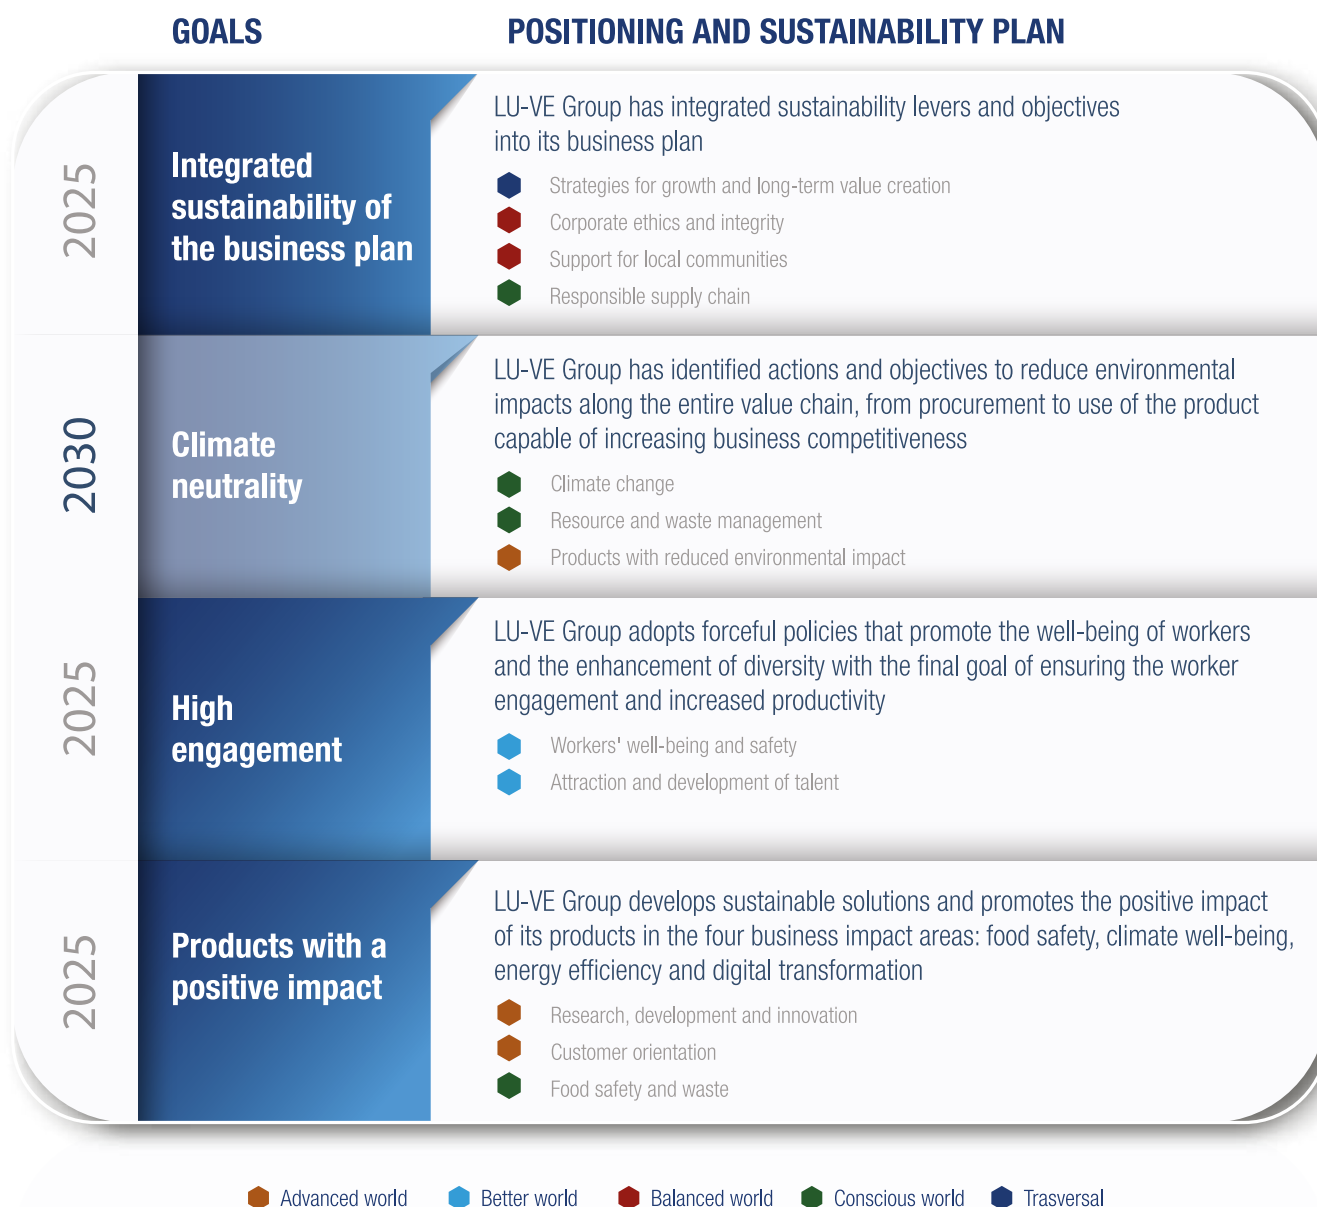 GOALS
POSITIONING AND SUSTAINABILITY PLAN
2025
Integrated
sustainability of
the business plan
LU-VE Group has integrated sustainability levers and objectives
into its business plan
Strategies for growth and long-term value creation
Corporate ethics and integrity
Support for local communities
Responsible supply chain
2030
Climate
neutrality
LU-VE Group has identified actions and objectives to reduce environmental
impacts along the entire value chain, from procurement to use of the product
capable of increasing business competitiveness
Climate change
Resource and waste management
Products with reduced environmental impact
2025
High
engagement
LU-VE Group adopts forceful policies that promote the well-being of workers
and the enhancement of diversity with the final goal of ensuring the worker
engagement and increased productivity
Workers' well-being and safety
Attraction and development of talent
2025
Products with a
positive impact
LU-VE Group develops sustainable solutions and promotes the positive impact
of its products in the four business impact areas: food safety, climate well-being,
energy efficiency and digital transformation
Research, development and innovation
Customer orientation
Food safety and waste
Advanced world
Better world
Balanced world
Conscious world
Trasversal